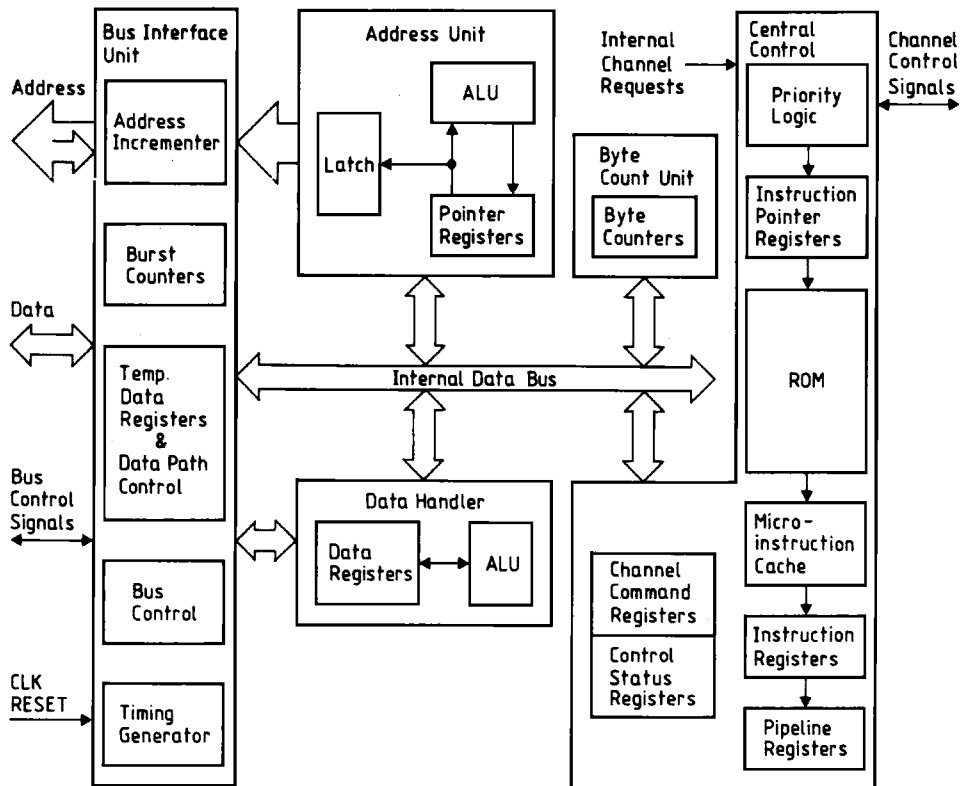 Bus Interface
Unit
Address
Address
Incrementer
Burst
Counters
Data
Temp.
Data
Registers
&
Data Path
Control
Bus
Control
Signals
Bus
Control
CLK
RESET
Timing
Generator
Address Unit
ALU
Latch
Pointer
Registers
Internal
Channel
Requests
Byte
Count Unit
Byte
Counters
Internal Data Bus
Data Handler
Data
Registers
ALU
Central
Control
Priority
Logic
Channel
Control
Signals
Instruction
Pointer
Registers
ROM
Micro-
instruction
Cache
Instruction
Registers
Pipeline
Registers
Channel
Command
Registers
Control
Status
Registers